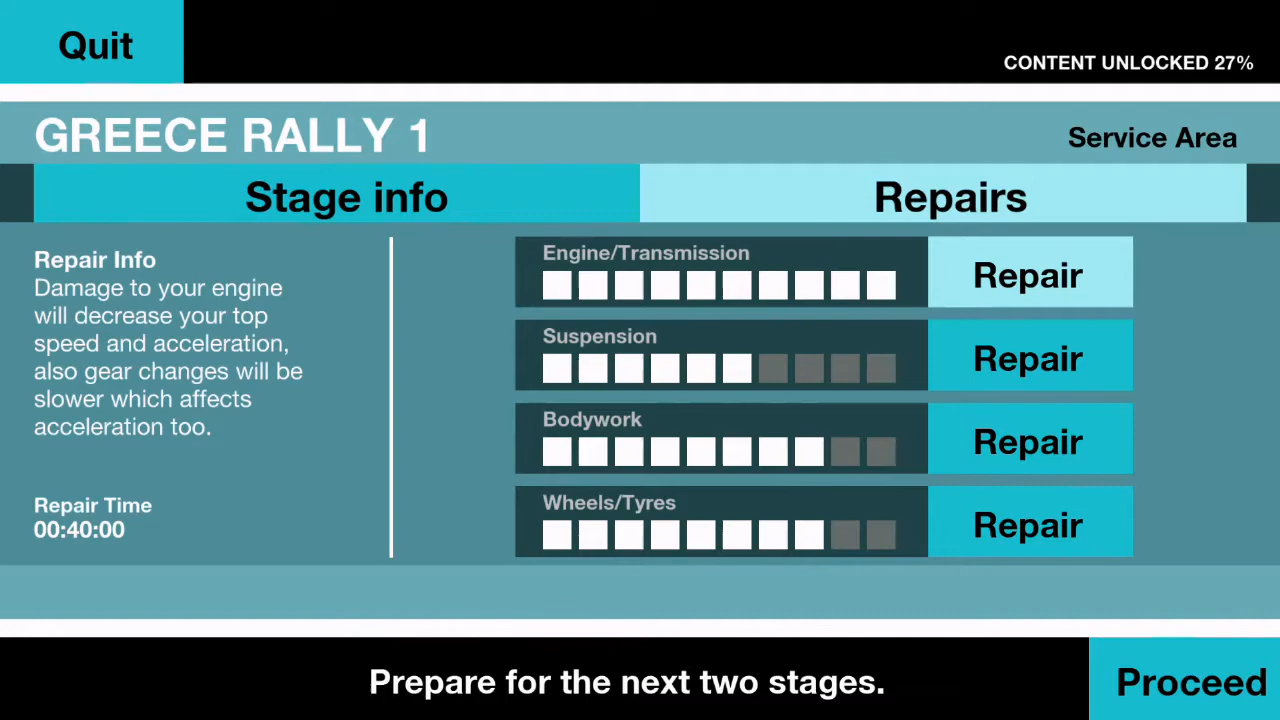 Quit
CONTENT UNLOCKED 27%
GREECE RALLY 1
Service Area
Stage info
Repairs
Repair Info
Damage to your engine
will decrease your top
speed and acceleration,
also gear changes will be
slower which affects
acceleration too.
Repair Time
00:40:00
Engine/Transmission
Repair
Suspension
Repair
Bodywork
Repair
Wheels/Tyres
Repair
Prepare for the next two stages.
Proceed